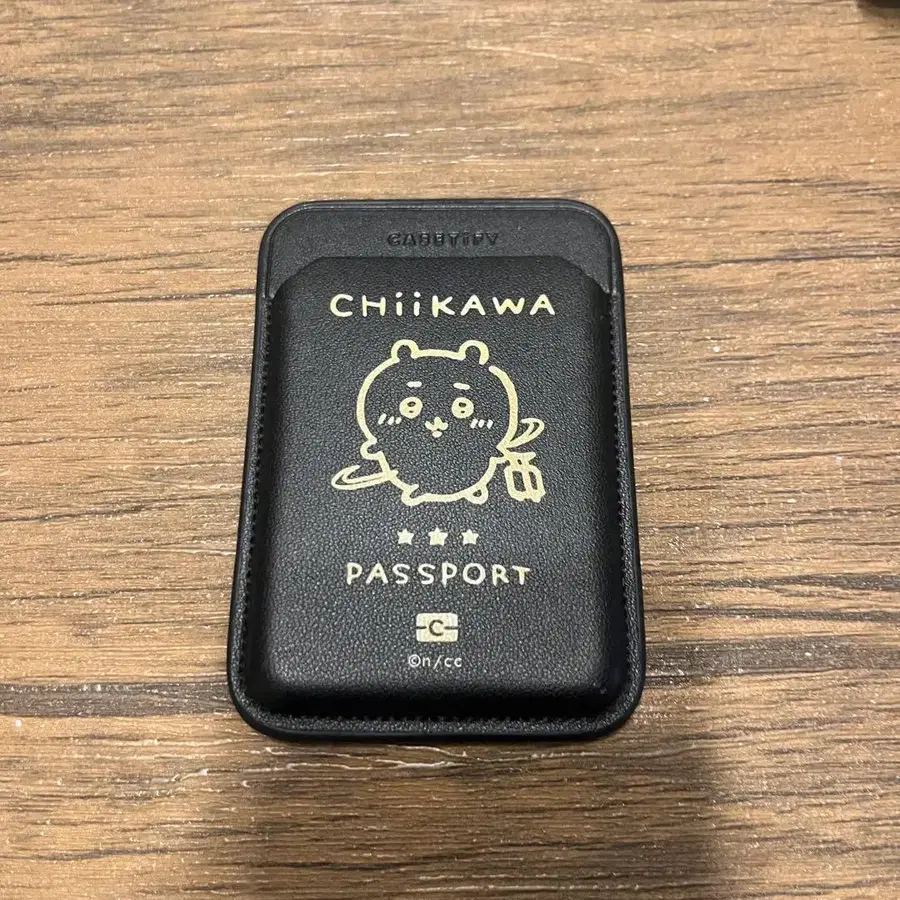 CASETiFY
CHiiKAWA
PASSPORT
C
©n/cc